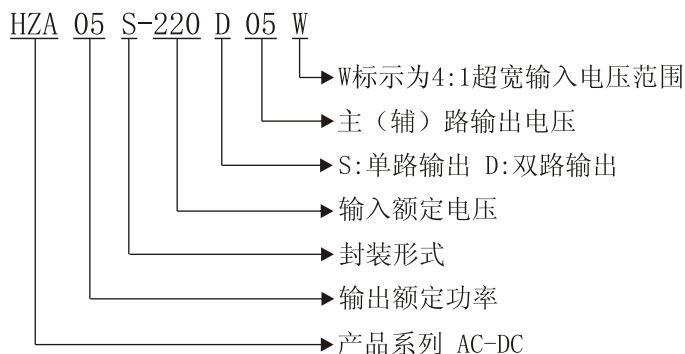 HZA 05 S-220 D 05 W
W标示为4:1超宽输入电压范围
主（辅）路输出电压
S:单路输出 D:双路输出
输入额定电压
封装形式
输出额定功率
产品系列 AC-DC